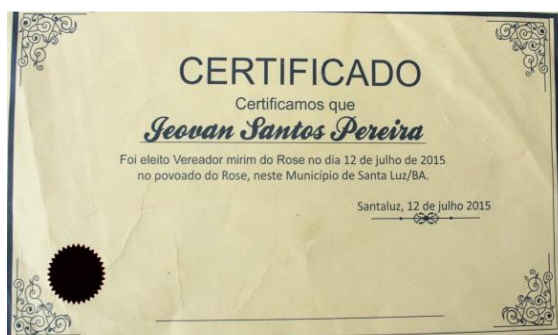 CERTIFICADO
Certificamos que
Jeovan Santos Pereira
Foi eleito Vereador mirim do Rose no dia 12 de julho de 2015
no povoado do Rose, neste Município de Santa Luz/BA.
Santaluz, 12 de julho 2015